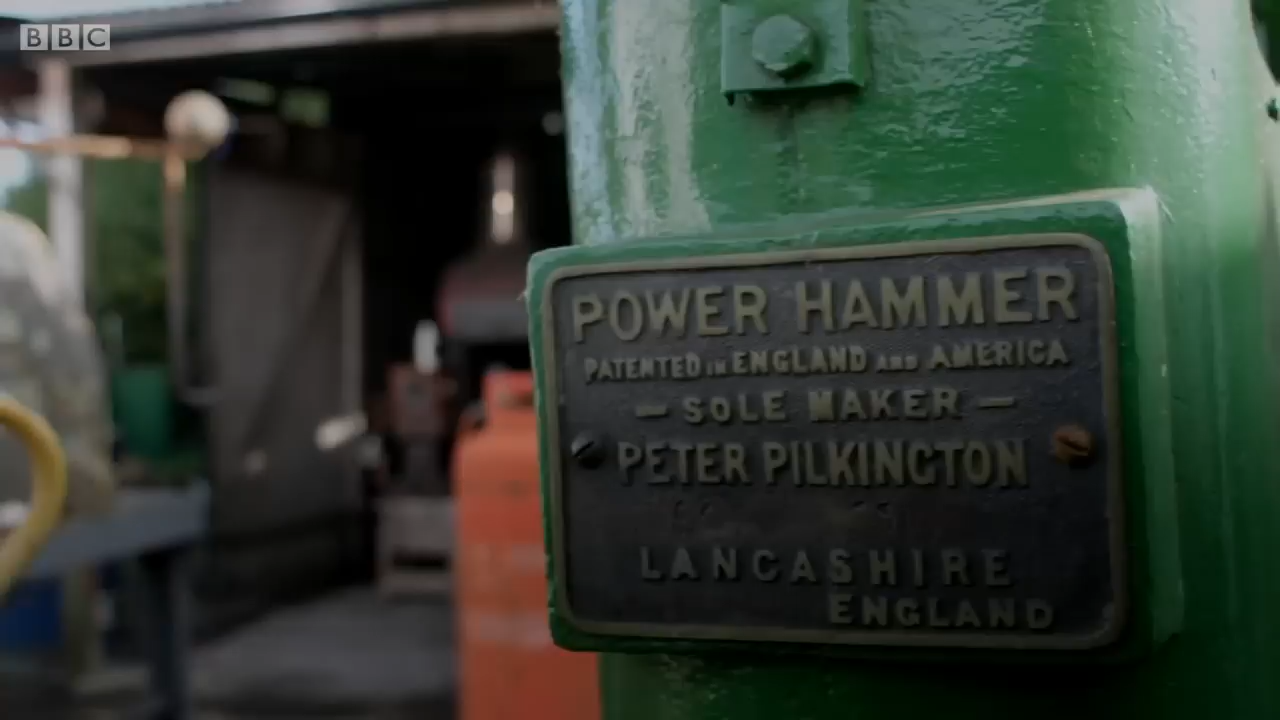 BBC
POWER HAMMER
PATENTED IN ENGLAND AND AMERICA
— SOLE MAKER —
PETER PILKINGTON
LANCASHIRE
ENGLAND